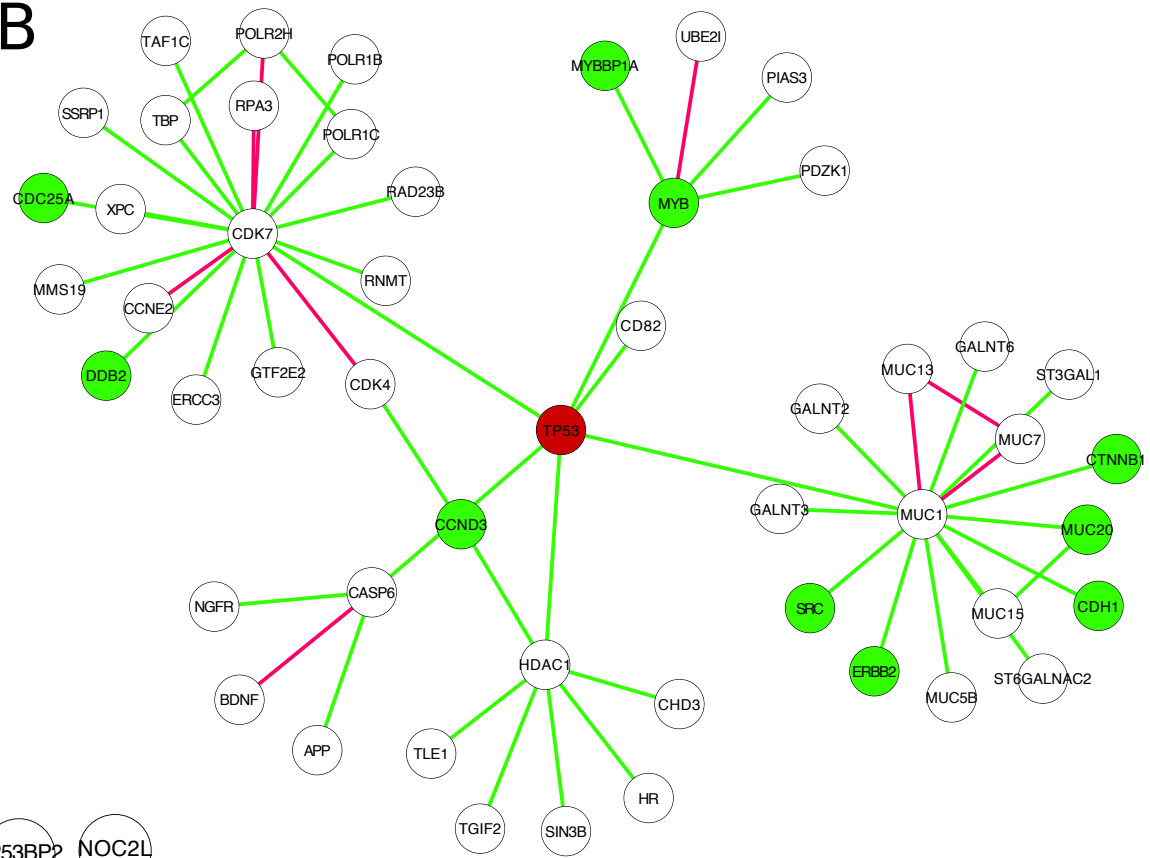 B
TAF1C
POLR2H
POLR1B
UBE2I
MYBBP1A
PIAS3
SSRP1
TBP
RPA3
POLR1C
PDZK1
CDC25A
XPC
RAD23B
MYB
CDK7
MMS19
CCNE2
RNMT
CD82
DDB2
ERCC3
GTF2E2
CDK4
GALNT6
MUC13
ST3GAL1
GALNT2
TP53
MUC7
CTNNB1
GALNT3
MUC1
MUC20
CCND3
NGFR
CASP6
SRC
MUC15
CDH1
HDAC1
ERBB2
ST6GALNAC2
BDNF
MUC5B
CHD3
APP
TLE1
HR
TGIF2
SIN3B
53BP2
NOC2L